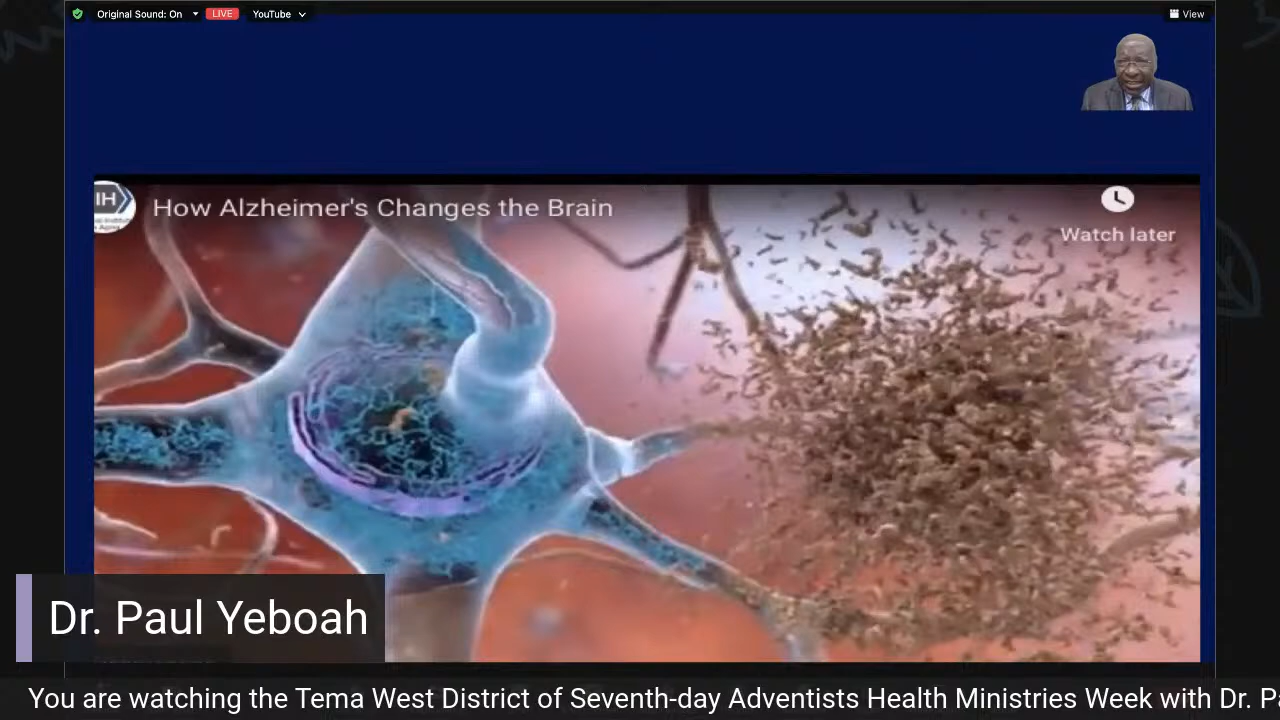 Original Sound: On
LIVE
YouTube
View
IH
How Alzheimer's Changes the Brain
Watch later
Dr. Paul Yeboah
You are watching the Tema West District of Seventh-day Adventists Health Ministries Week with Dr. Pa